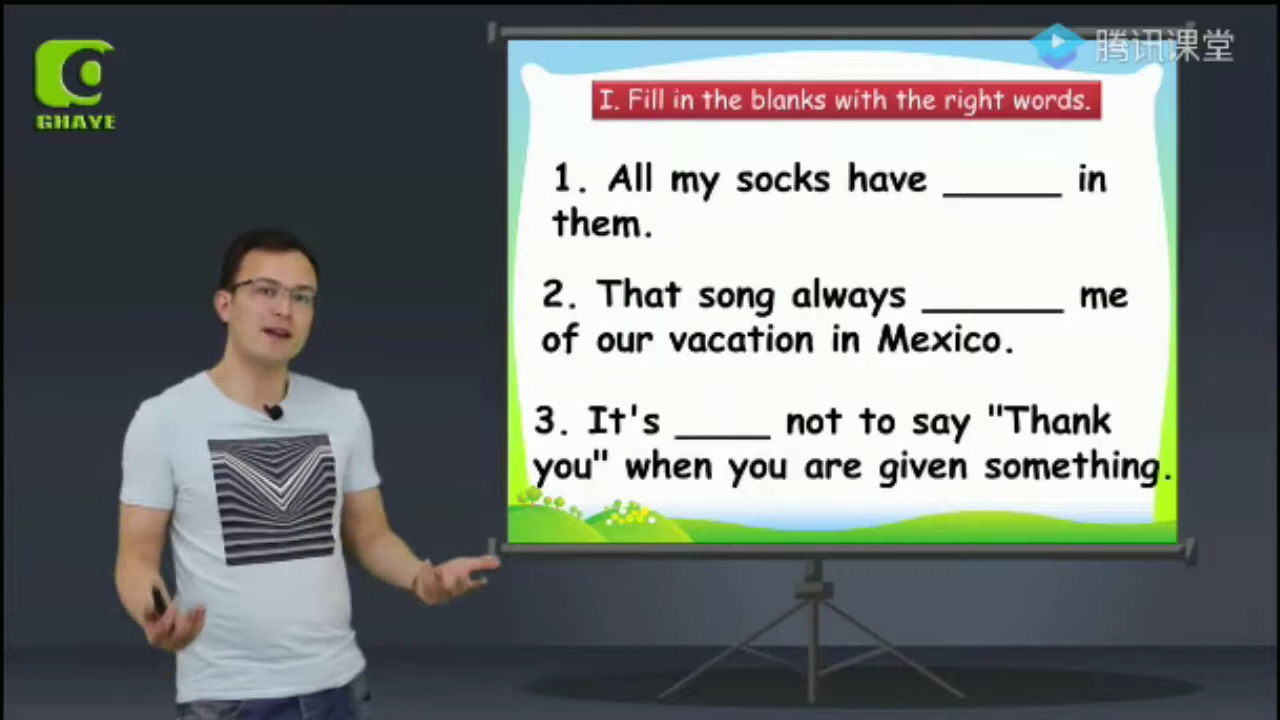 GHAYE
腾讯课堂
I. Fill in the blanks with the right words.
1. All my socks have ______ in
them.
2. That song always _______ me
of our vacation in Mexico.
3. It's _____ not to say "Thank
you" when you are given something.